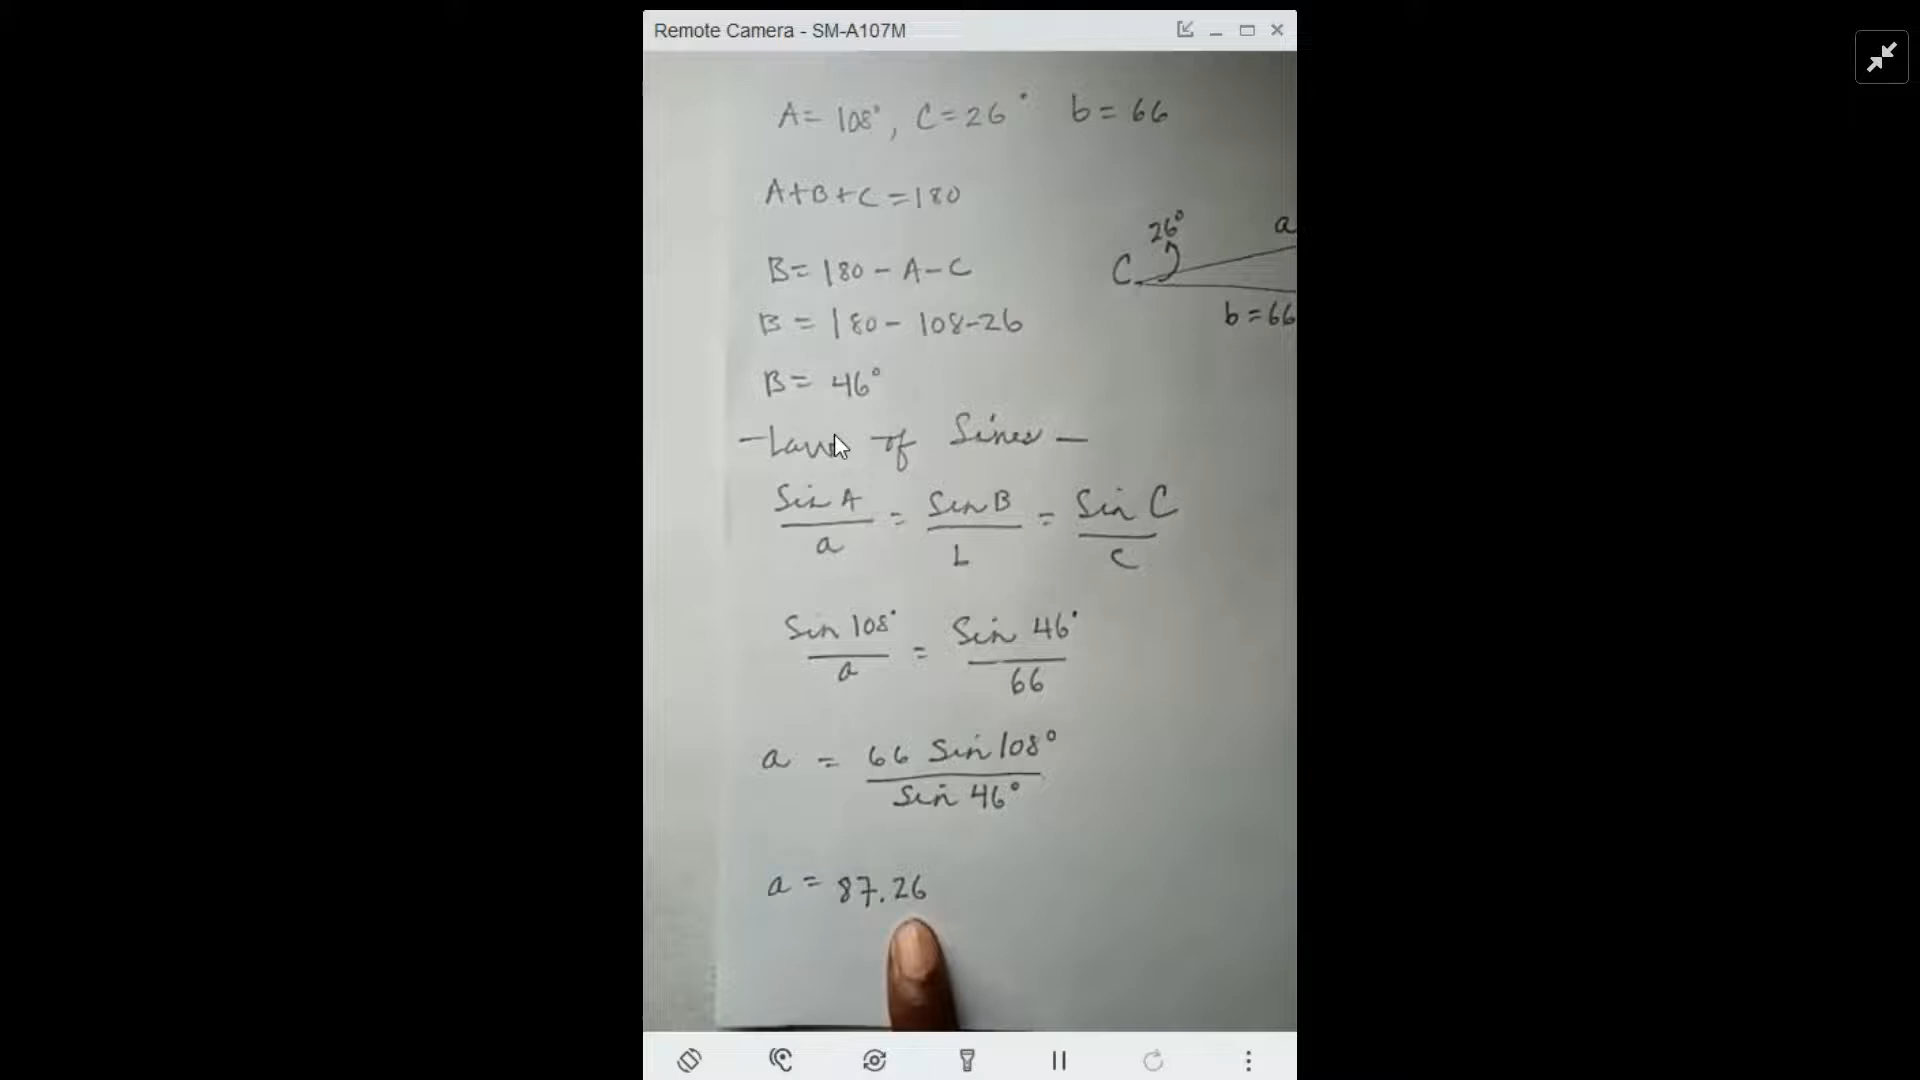 Remote Camera - SM-A107M
A = 108°, C = 26° b = 66
A+B+C = 180
B = 180 - A - C
B = 180 - 108 - 26
B = 46°
- Law of Sines -
Sin A / a = Sin B / L = Sin C / C
Sin 108° / a = Sin 46° / 66
a = 66 Sin 108° / Sin 46°
a = 87.26
26°
a
C
b = 66